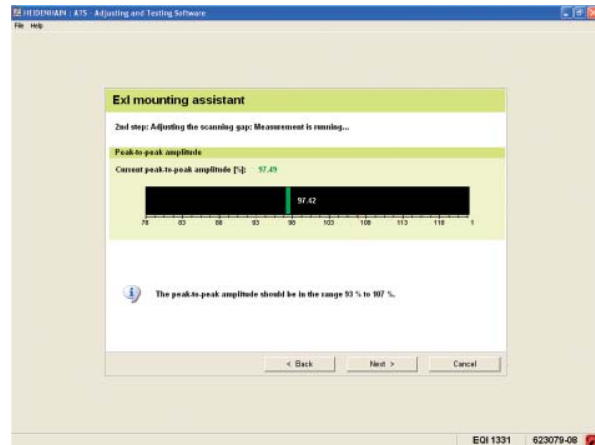 HEIDENHAIN : ATS - Adjusting and Testing Software
File Help
ExI mounting assistant
2nd step: Adjusting the scanning gap: Measurement is running...
Peak-to-peak amplitude
Current peak-to-peak amplitude [%]: 97.49
97.42
78 83 88 93 98 103 108 113 118 1
The peak-to-peak amplitude should be in the range 93 % to 107 %.
< Back Next > Cancel
EQI 1331 623079-08